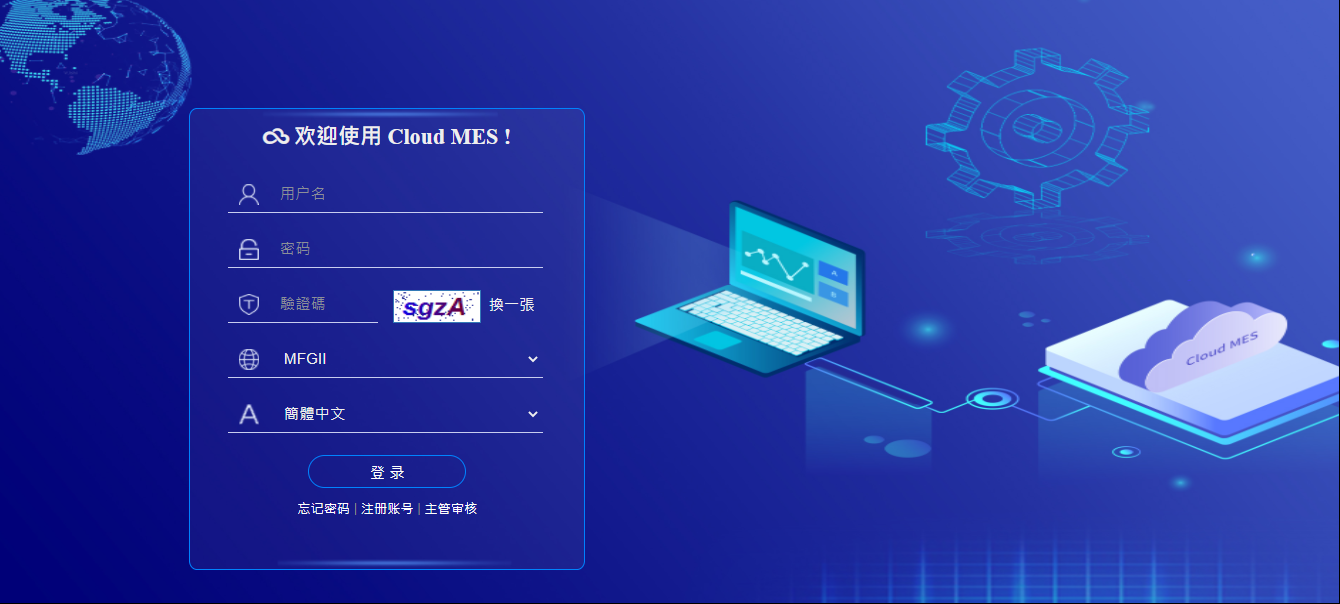 欢迎使用 Cloud MES !
用户名
密码
驗證碼 sgzA 換一張
MFGII
簡體中文
登 录
忘记密码 | 注册账号 | 主管审核
A
B
Cloud MES